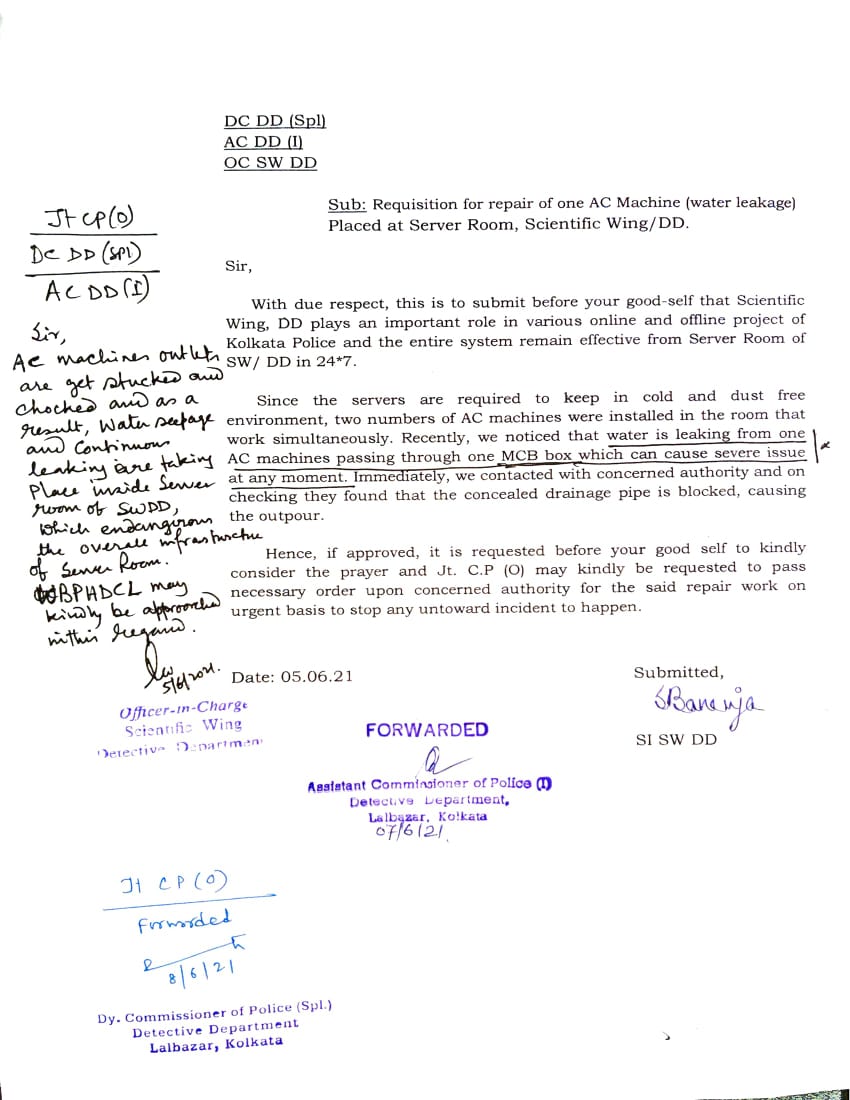 DC DD (Spl)
AC DD (I)
OC SW DD
Sub: Requisition for repair of one AC Machine (water leakage)
Placed at Server Room, Scientific Wing/DD.
Jt CP(O)
DC DD (SPl)
AC DD(I)
Sir,
AC machines outlets
are get stucked and
chocked and as a
result, Water seepage
and continuous
leaking are taking
Place inside Server
room of SWDD,
which endangirous
the overall infrastructure
of Server Room.
WBPHDCL may
kindly be approached
in this regard.
5/6/2021.
Officer-in-Charge
Scientific Wing
Detective Department
Sir,
With due respect, this is to submit before your good-self that Scientific
Wing, DD plays an important role in various online and offline project of
Kolkata Police and the entire system remain effective from Server Room of
SW/ DD in 24*7.
Since the servers are required to keep in cold and dust free
environment, two numbers of AC machines were installed in the room that
work simultaneously. Recently, we noticed that water is leaking from one
AC machines passing through one MCB box which can cause severe issue
at any moment. Immediately, we contacted with concerned authority and on
checking they found that the concealed drainage pipe is blocked, causing
the outpour.
Hence, if approved, it is requested before your good self to kindly
consider the prayer and Jt. C.P (O) may kindly be requested to pass
necessary order upon concerned authority for the said repair work on
urgent basis to stop any untoward incident to happen.
Date: 05.06.21
Submitted,
SBanerja
SI SW DD
FORWARDED
Assistant Commissioner of Police (I)
Detective Department,
Lalbazar, Kolkata
07/6/21
Jt CP(O)
Forwarded
8/6/21
Dy. Commissioner of Police (Spl.)
Detective Department
Lalbazar, Kolkata